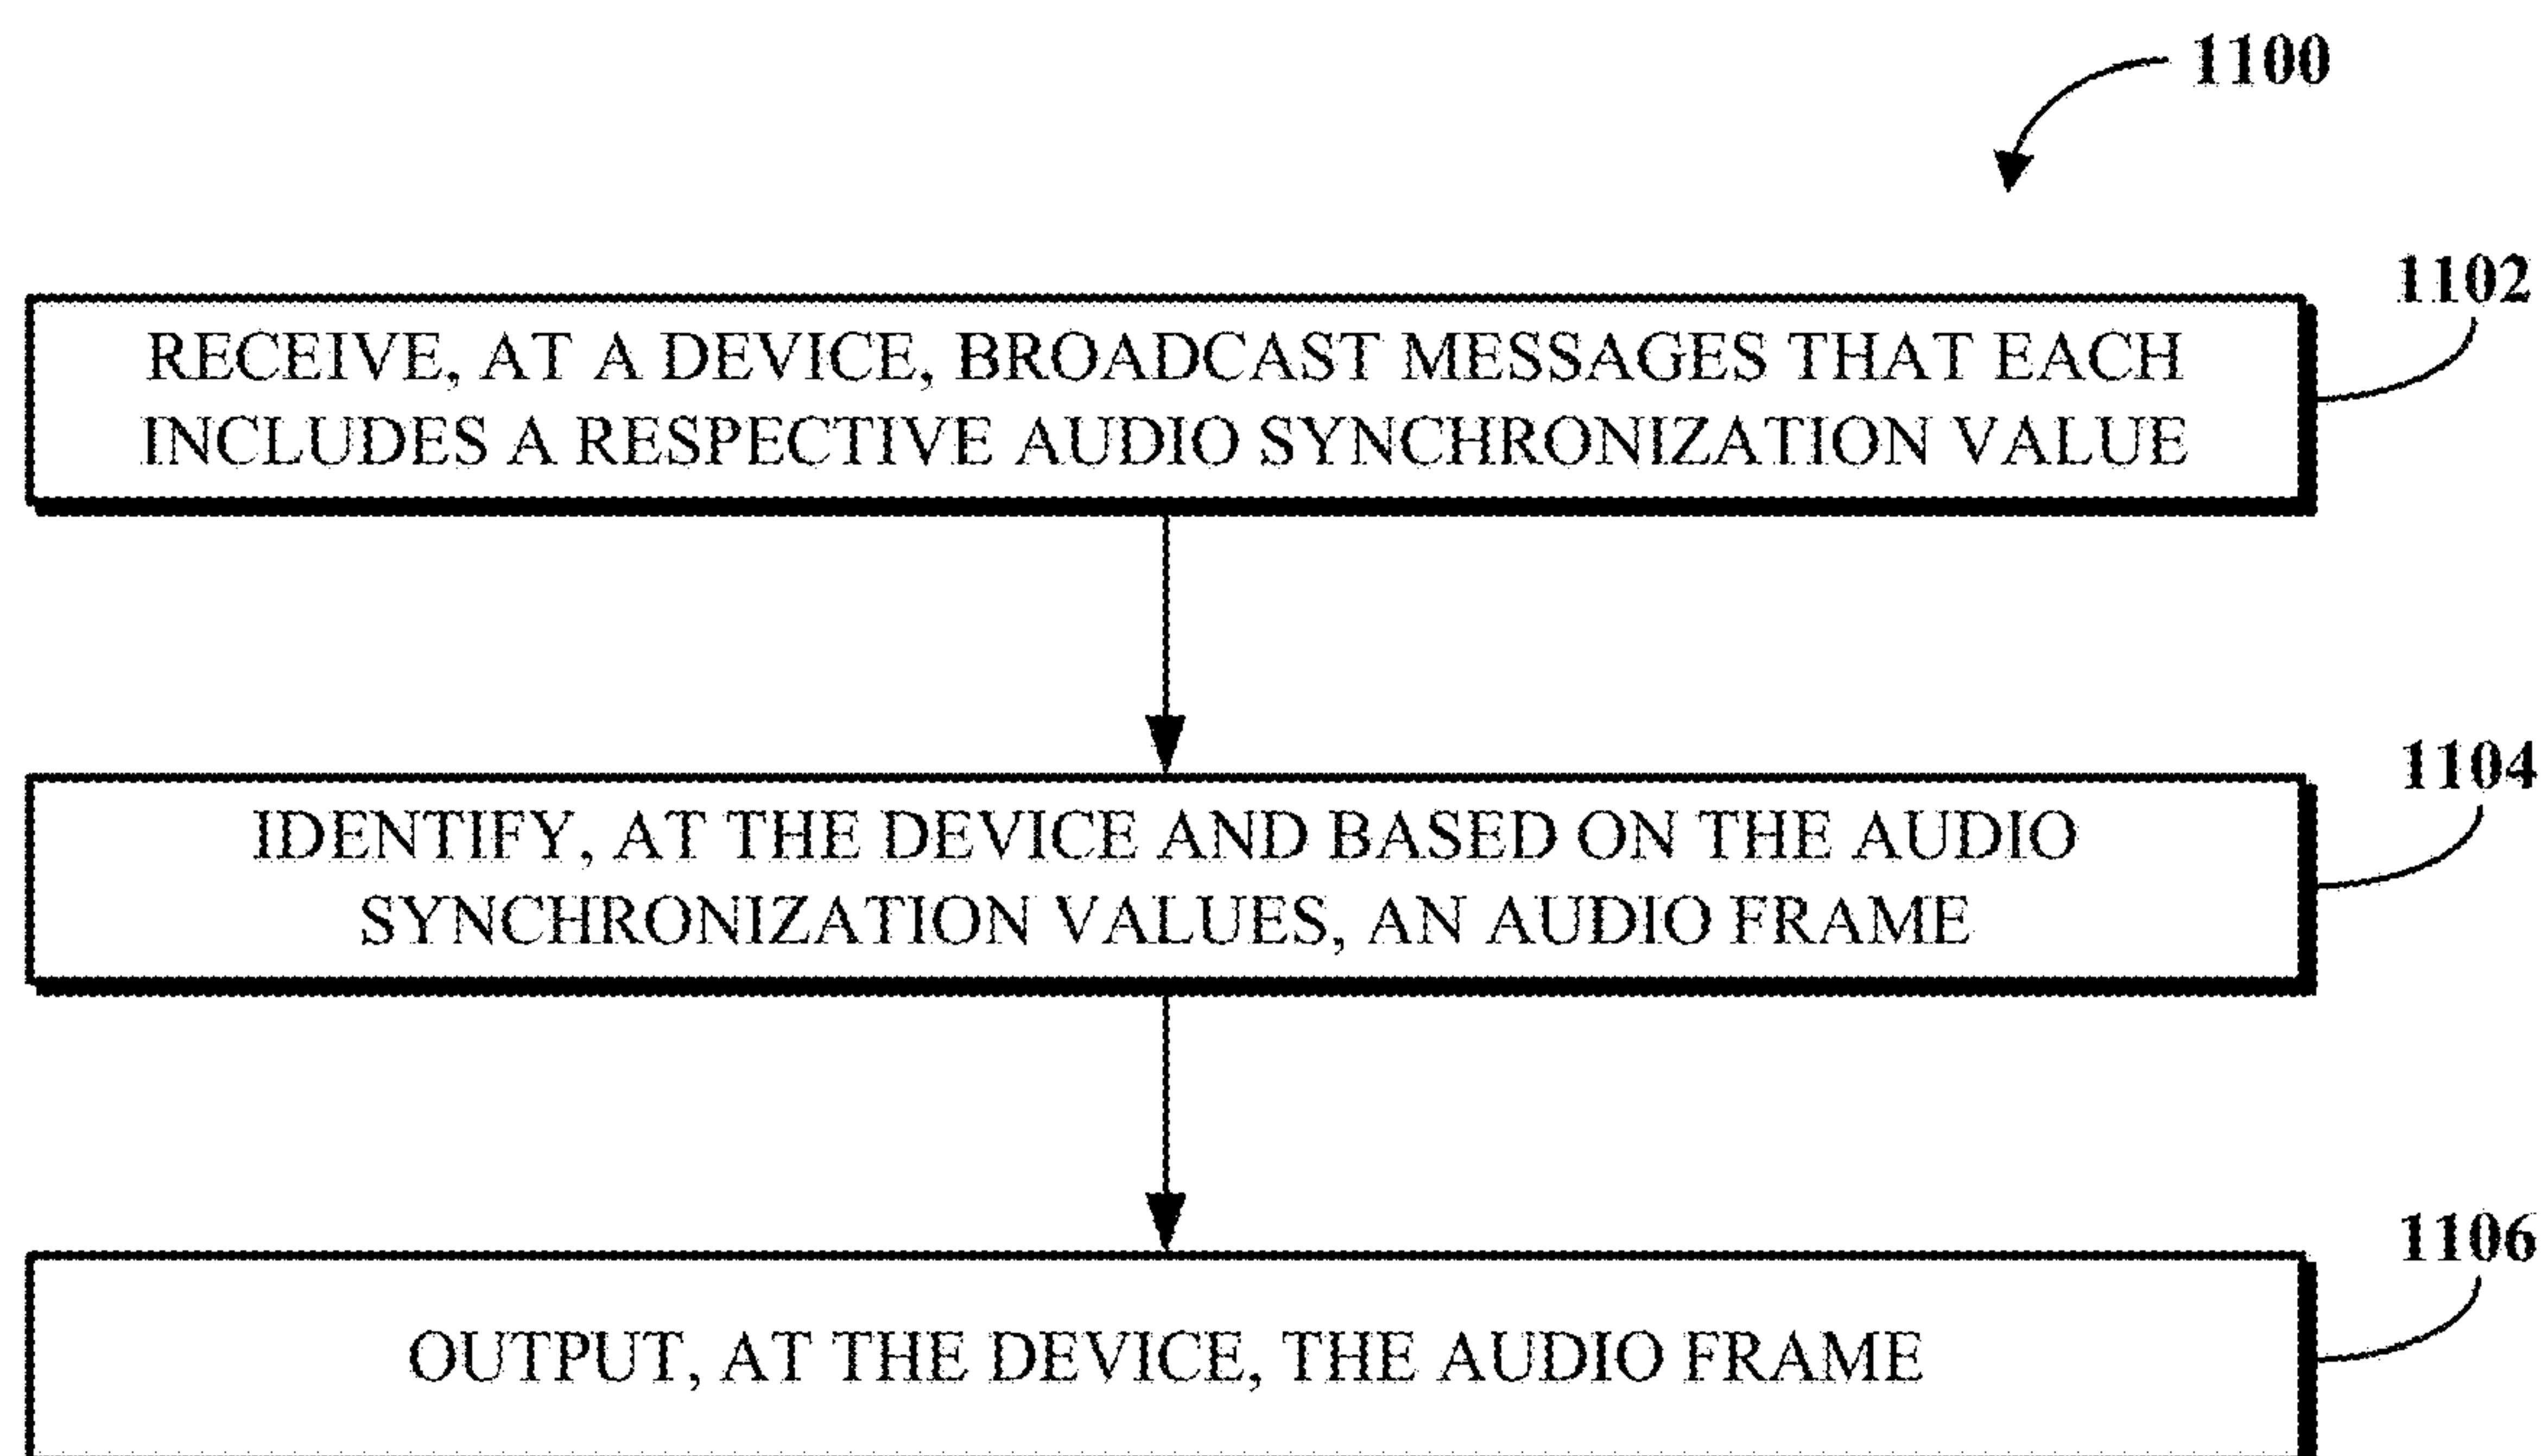 1100
1102
RECEIVE, AT A DEVICE, BROADCAST MESSAGES THAT EACH
INCLUDES A RESPECTIVE AUDIO SYNCHRONIZATION VALUE
1104
IDENTIFY, AT THE DEVICE AND BASED ON THE AUDIO
SYNCHRONIZATION VALUES, AN AUDIO FRAME
1106
OUTPUT, AT THE DEVICE, THE AUDIO FRAME